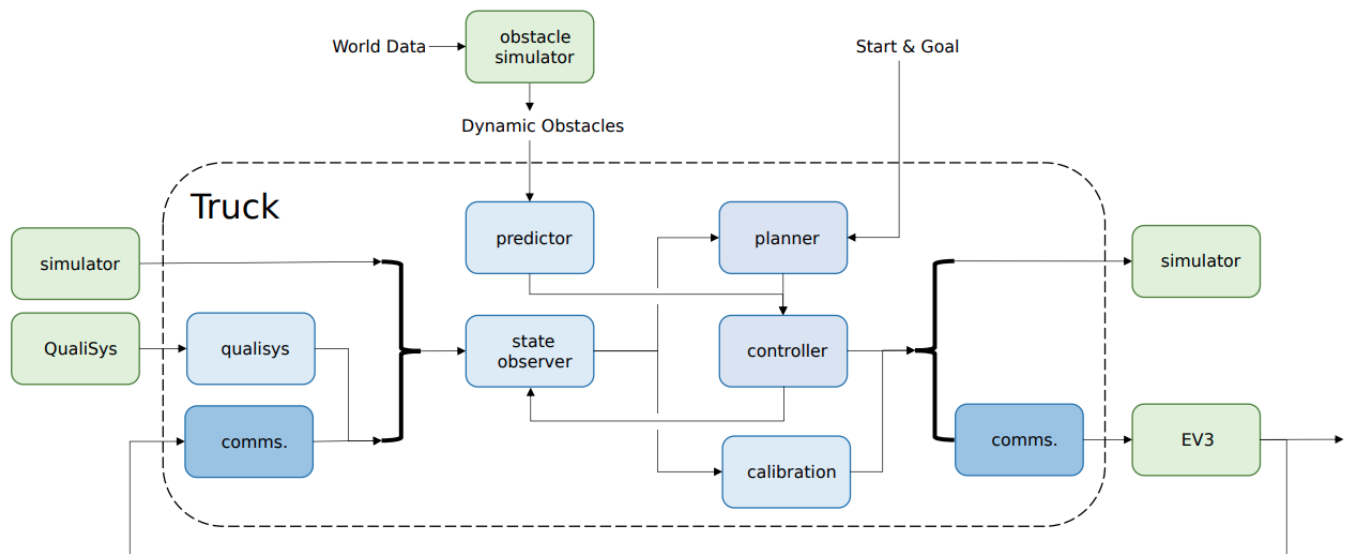 World Data
obstacle
simulator
Start & Goal
Dynamic Obstacles
Truck
simulator
predictor
planner
simulator
QualiSys
qualisys
state
observer
controller
comms.
calibration
comms.
EV3